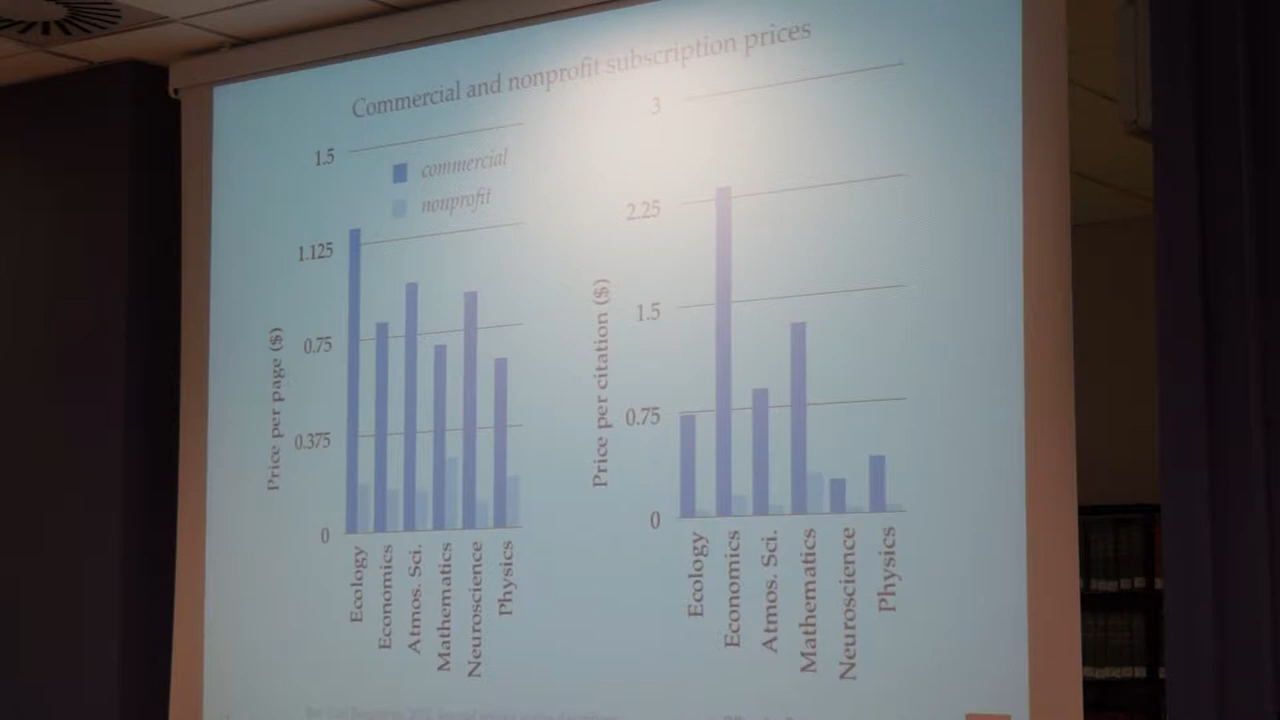 Commercial and nonprofit subscription prices
1.5
1.125
0.75
0.375
0
Price per page ($)
commercial
nonprofit
Ecology
Economics
Atmos. Sci.
Mathematics
Neuroscience
Physics
3
2.25
1.5
0.75
0
Price per citation ($)
Ecology
Economics
Atmos. Sci.
Mathematics
Neuroscience
Physics